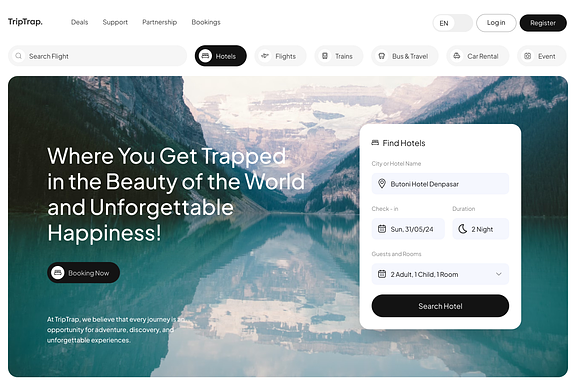 TripTrap.
Deals Support Partnership Bookings
EN Log in Register
Search Flight
Hotels Flights Trains Bus & Travel Car Rental Event
Where You Get Trapped
in the Beauty of the World
and Unforgettable
Happiness!
Booking Now
At TripTrap, we believe that every journey is an
opportunity for adventure, discovery, and
unforgettable experiences.
Find Hotels
City or Hotel Name
Butoni Hotel Denpasar
Check - in Duration
Sun, 31/05/24 2 Night
Guests and Rooms
2 Adult, 1 Child, 1 Room
Search Hotel